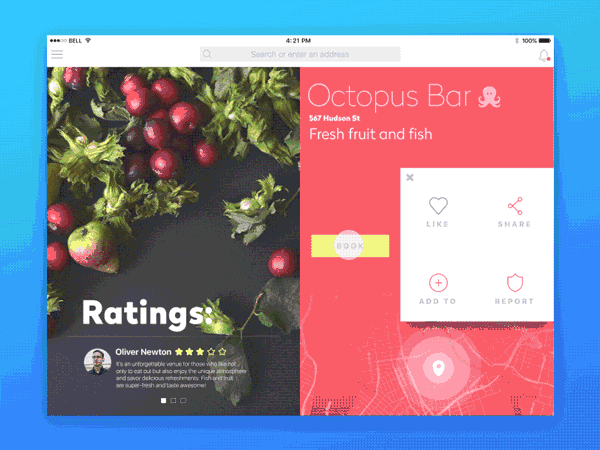 BELL
4:21 PM
100%
Search or enter an address
Octopus Bar
567 Hudson St
Fresh fruit and fish
LIKE
SHARE
BOOK
ADD TO
REPORT
Ratings:
Oliver Newton
It's an unforgettable venue for those who like not
only to eat out but also enjoy the unique atmosphere
and savor delicious refreshments. Fish and fruit
are super-fresh and taste awesome!